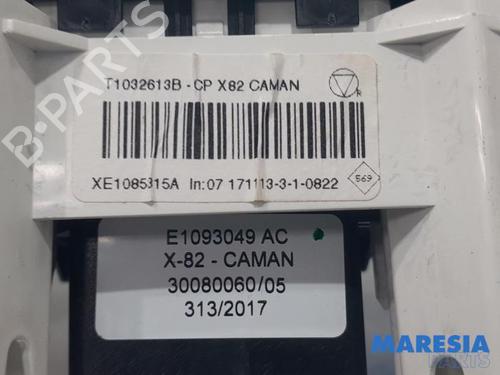 T1032613B - CP X82 CAMAN
R
XE1085315A In:07 171113-3-1-0822
569
E1093049 AC
X-82 - CAMAN
30080060/05
313/2017
MARESIA
PARTS